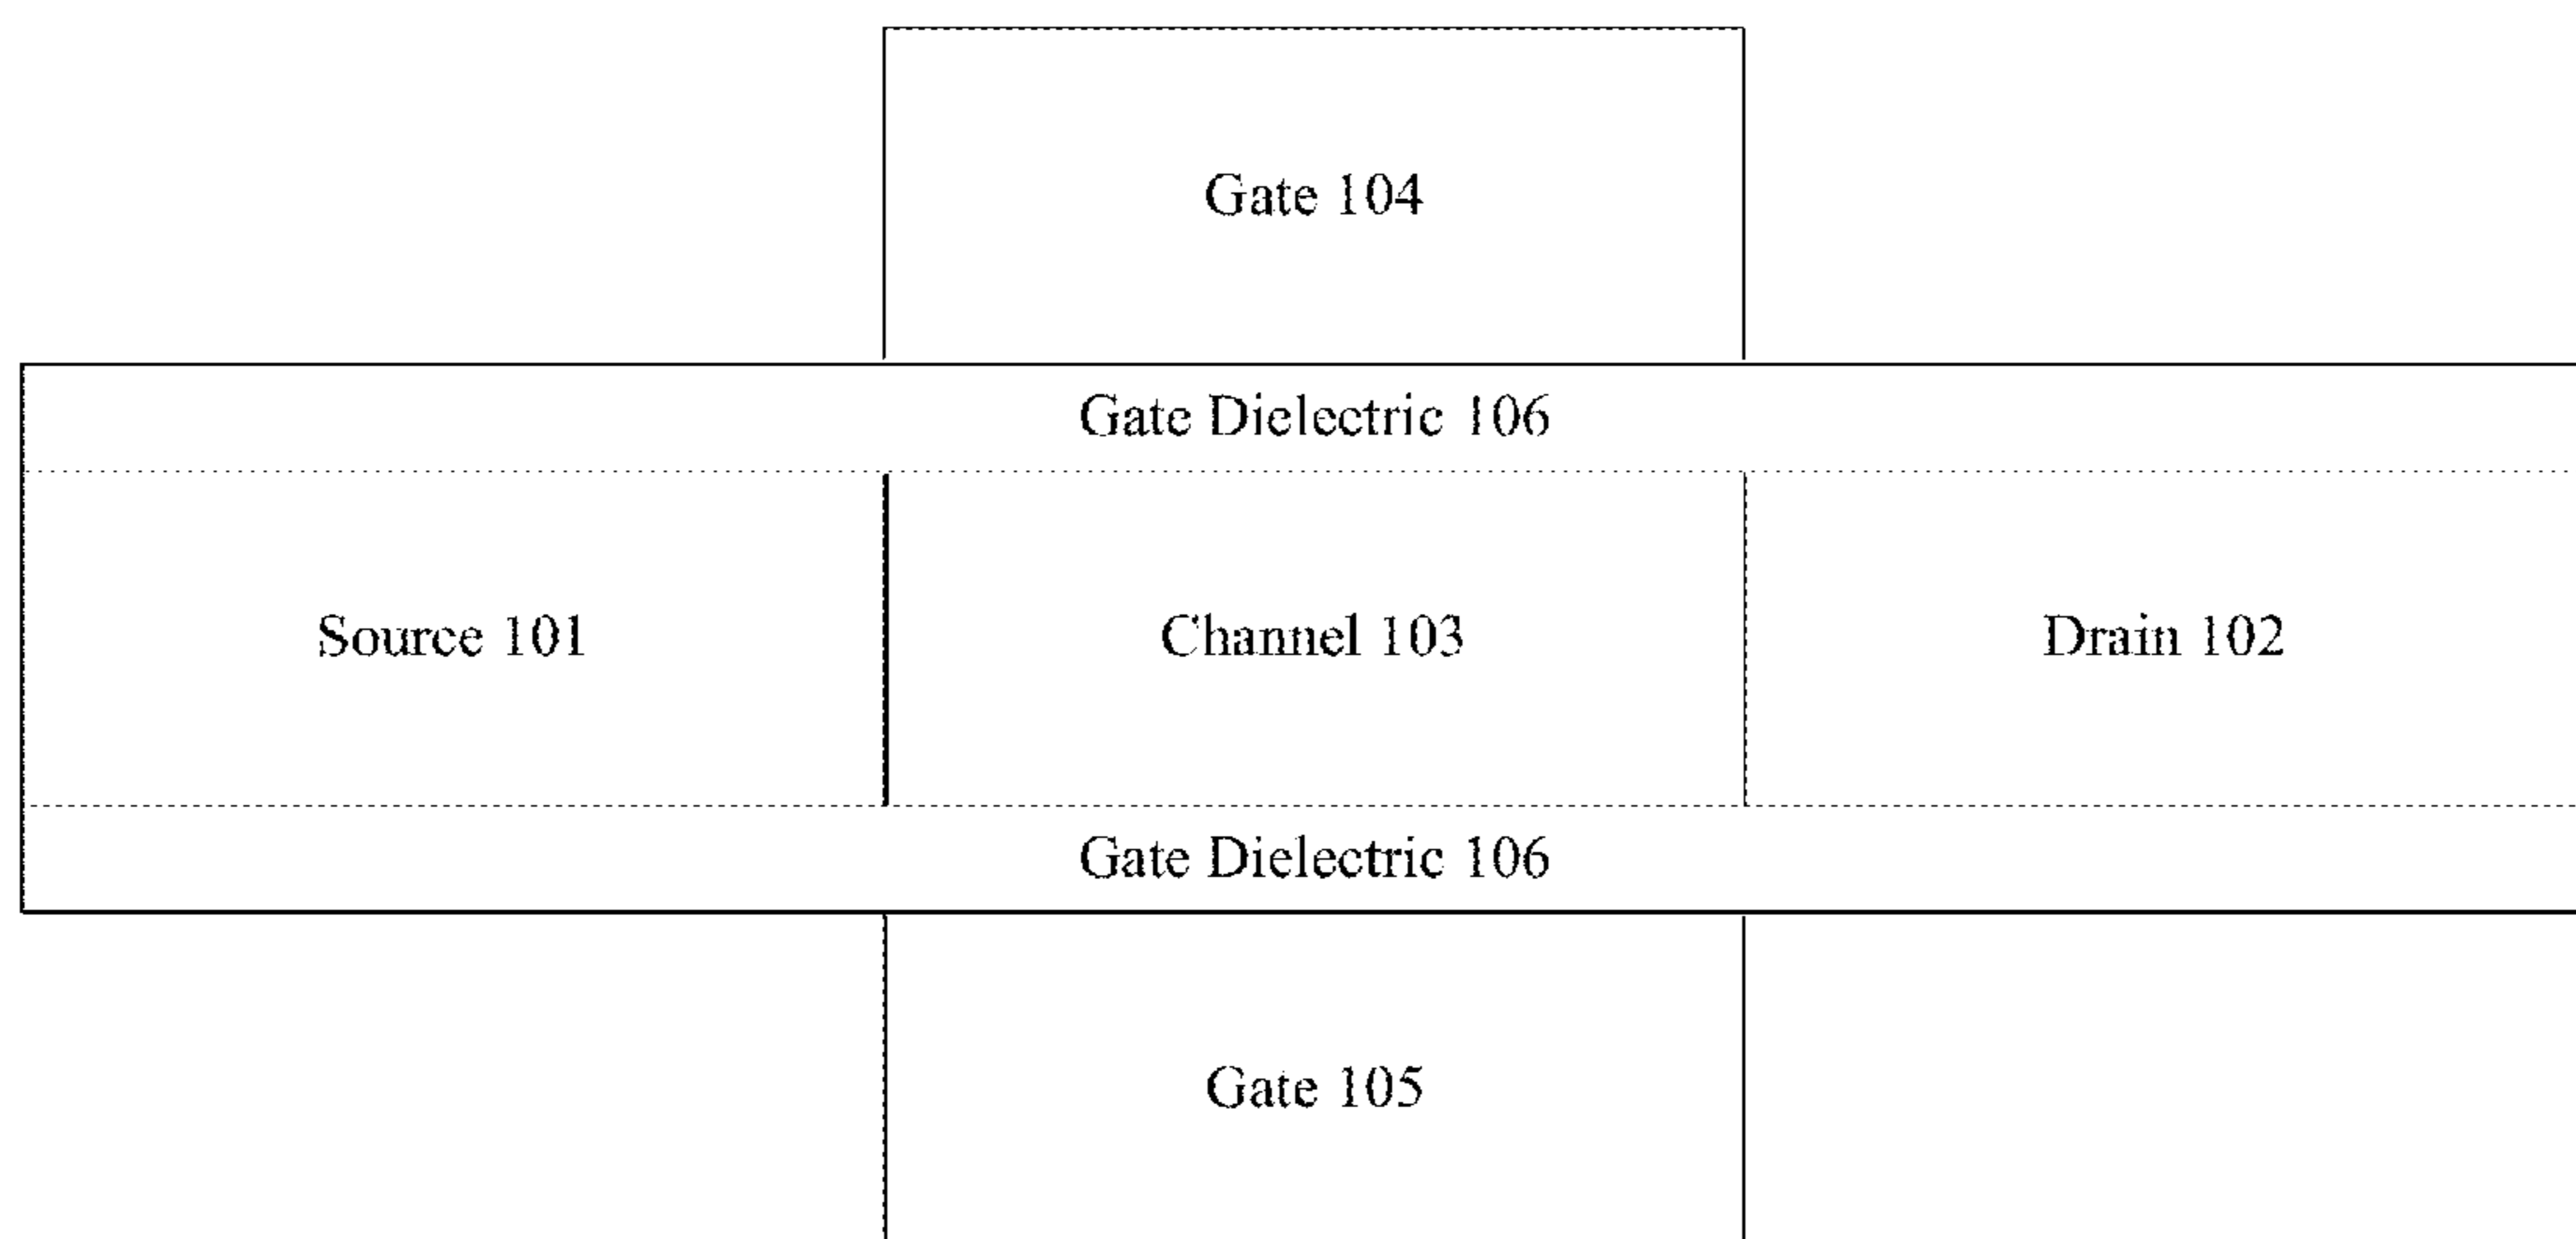 Gate 104
Gate Dielectric 106
Source 101 Channel 103 Drain 102
Gate Dielectric 106
Gate 105